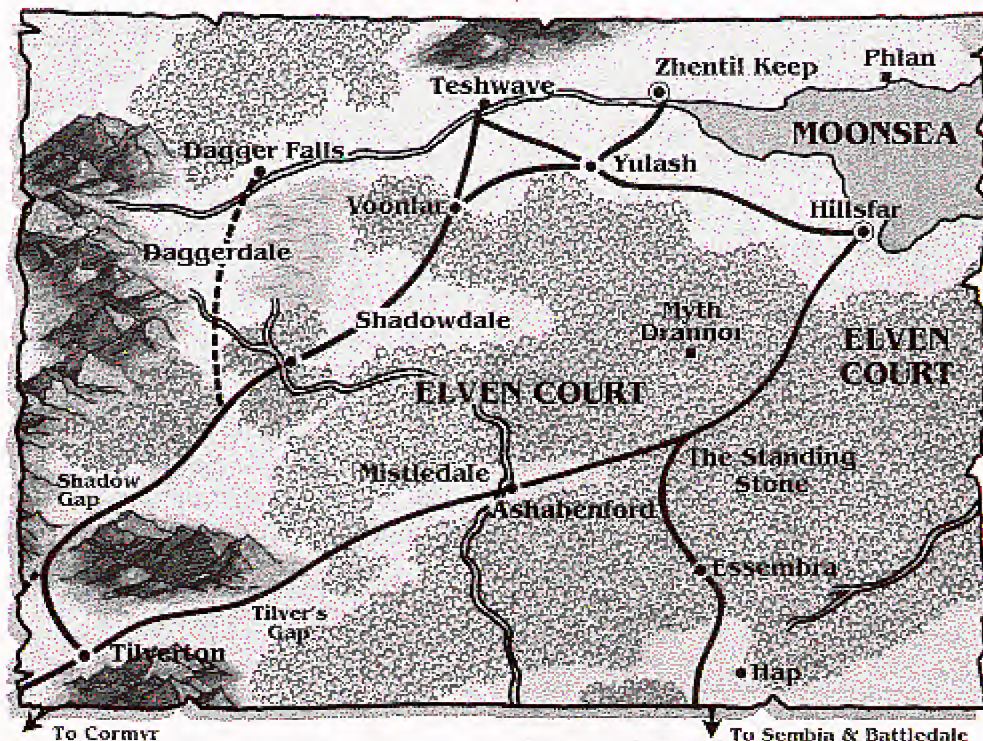 Phlan
Zhentil Keep
Teshwave
MOONSEA
Dagger Falls
Yulash
Voonlar
Hillsfar
Daggerdale
Myth
Drannor
Shadowdale
ELVEN
COURT
ELVEN COURT
The Standing
Stone
Mistledale
Shadow
Gap
Ashabenford
Essembra
Tilver's
Gap
Tilverton
Hap
To Cormyr
To Sembia & Battledale